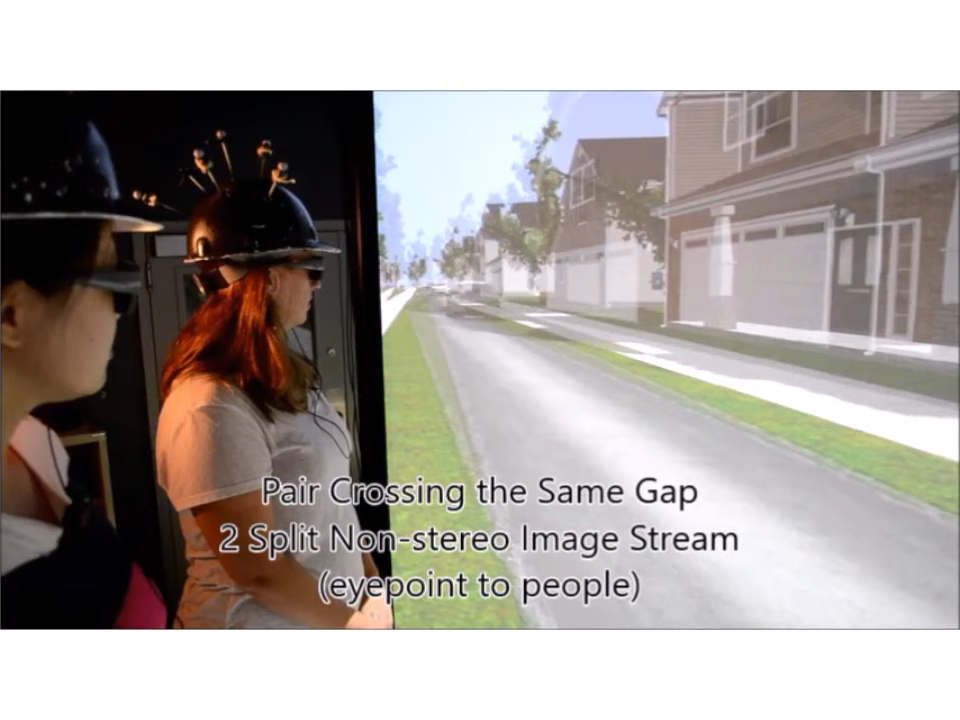 Pair Crossing the Same Gap
2 Split Non-stereo Image Stream
(eyepoint to people)